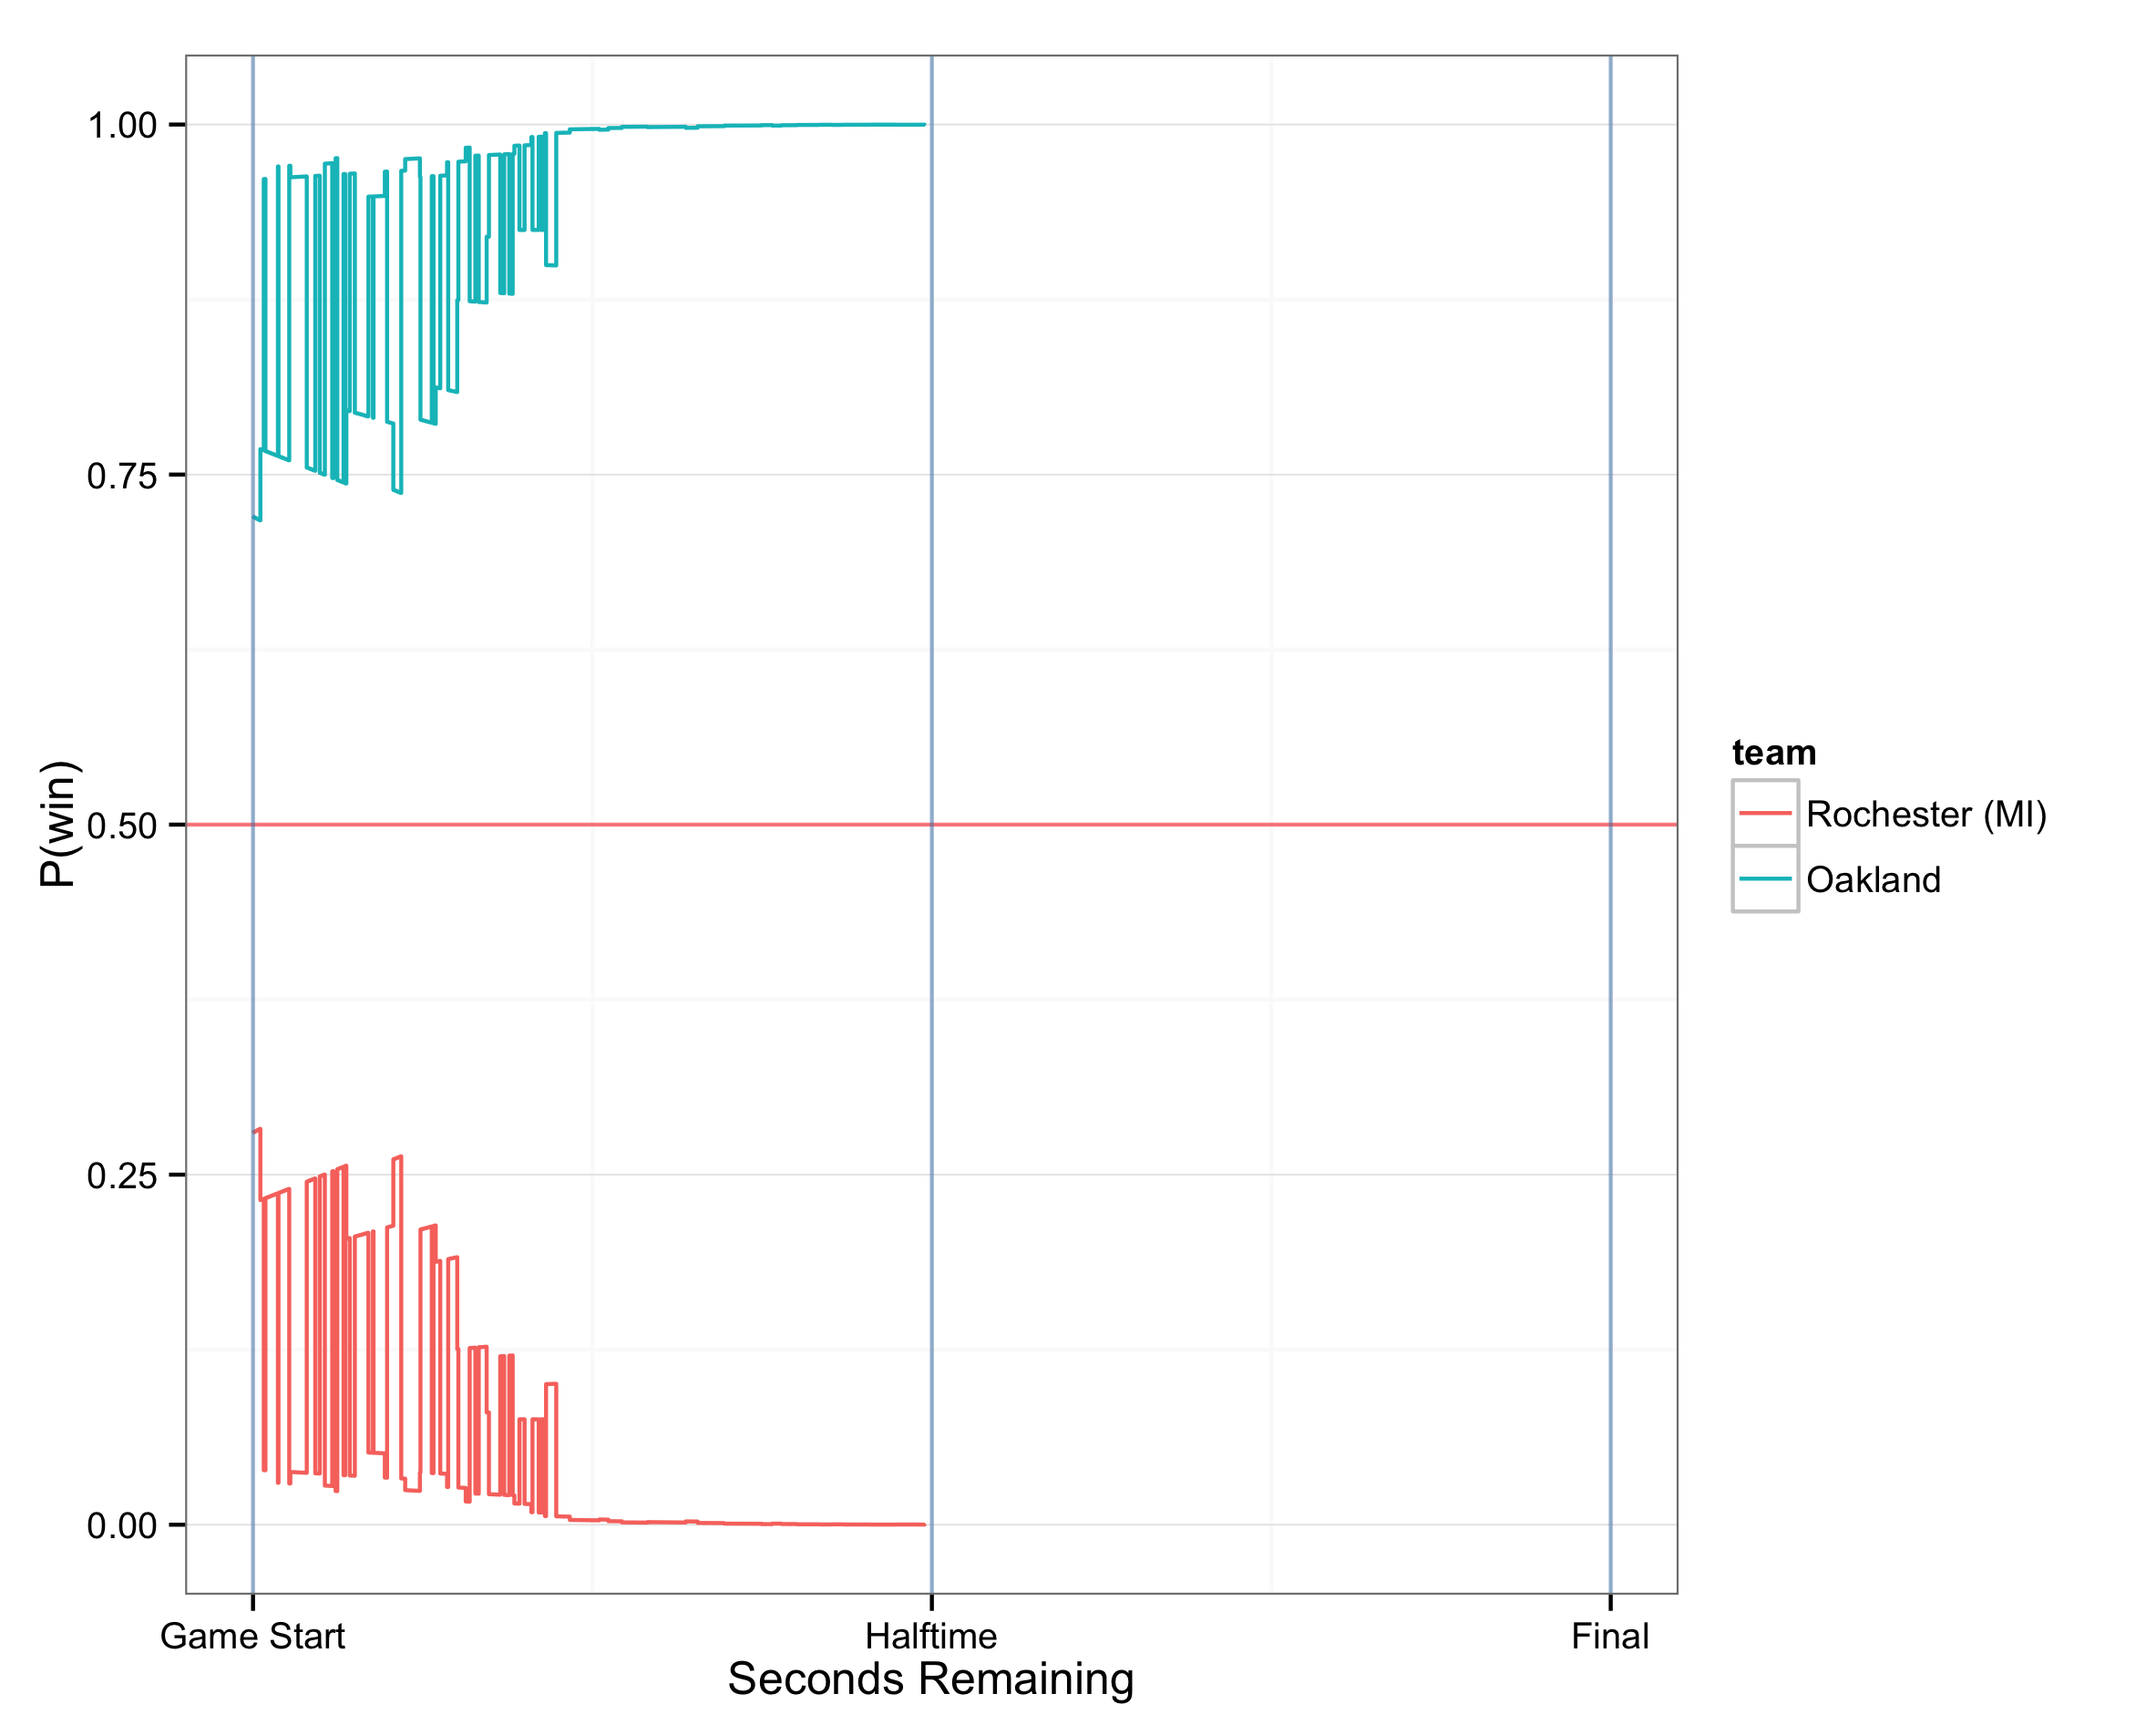 1.00
0.75
0.50
0.25
0.00
P(win)
Game Start
Halftime
Final
Seconds Remaining
team
Rochester (MI)
Oakland